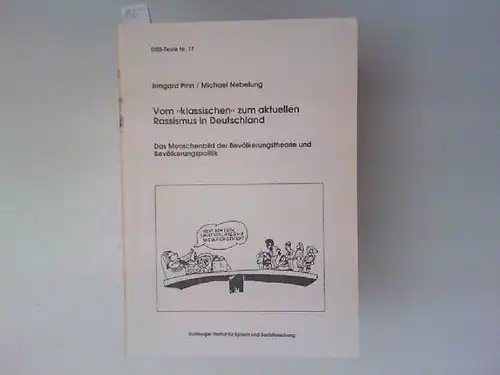 DISS-Texte Nr. 17
Irmgard Pinn / Michael Nebelung
Vom »klassischen« zum aktuellen
Rassismus in Deutschland
Das Menschenbild der Bevölkerungstheorie und
Bevölkerungspolitik
Duisburger Institut für Sprach- und Sozialforschung